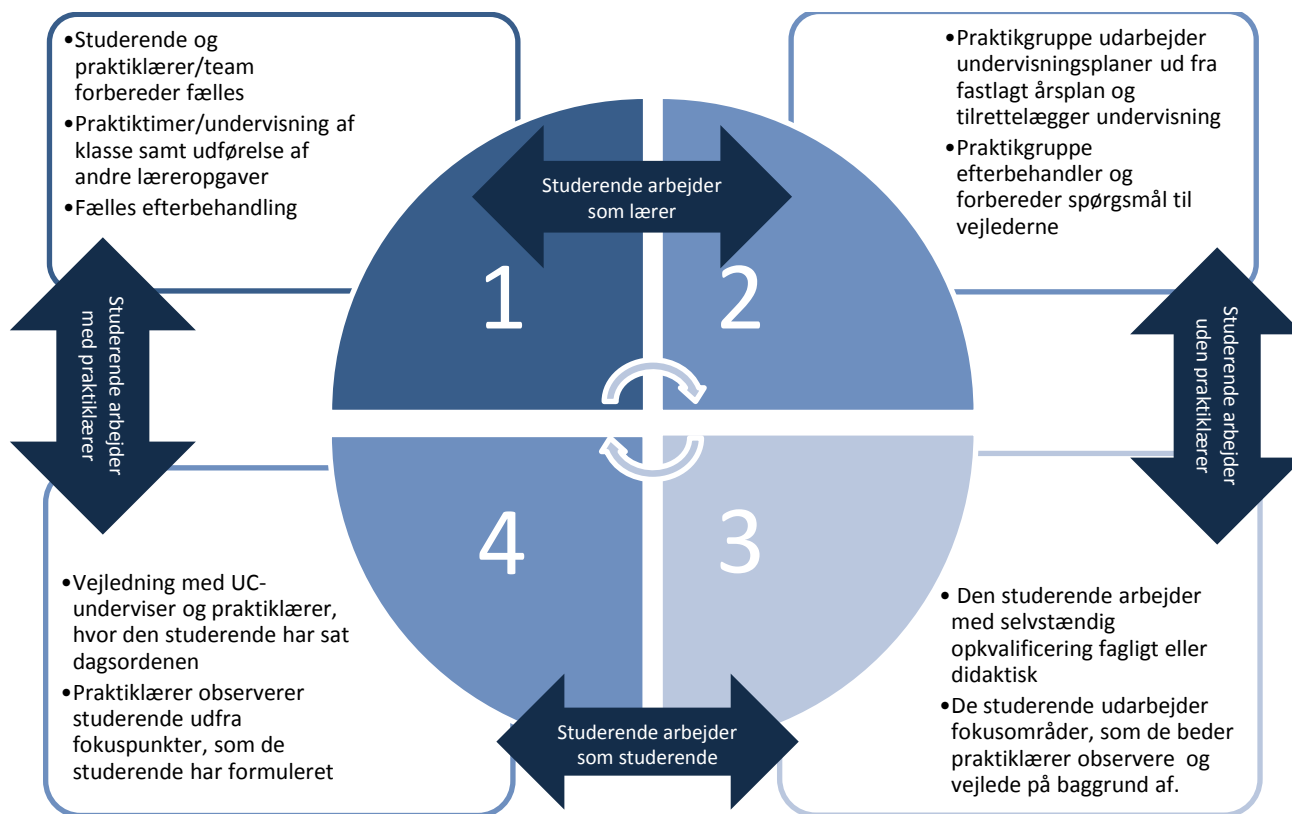 •Studerende og
praktiklærer/team
forbereder fælles
•Praktiktimer/undervisning af
klasse samt udførelse af
andre læreropgaver
•Fælles efterbehandling
•Praktikgruppe udarbejder
undervisningsplaner ud fra
fastlagt årsplan og
tilrettelægger undervisning
•Praktikgruppe
efterbehandler og
forbereder spørgsmål til
vejlederne
Studerende arbejder
som lærer
1
2
Studerende arbejder
med praktiklærer
Studerende arbejder
uden praktiklærer
4
3
•Vejledning med UC-
underviser og praktiklærer,
hvor den studerende har sat
dagsordenen
•Praktiklærer observerer
studerende udfra
fokuspunkter, som de
studerende har formuleret
• Den studerende arbejder
med selvstændig
opkvalificering fagligt eller
didaktisk
•De studerende udarbejder
fokusområder, som de beder
praktiklærer observere og
vejlede på baggrund af.
Studerende arbejder
som studerende